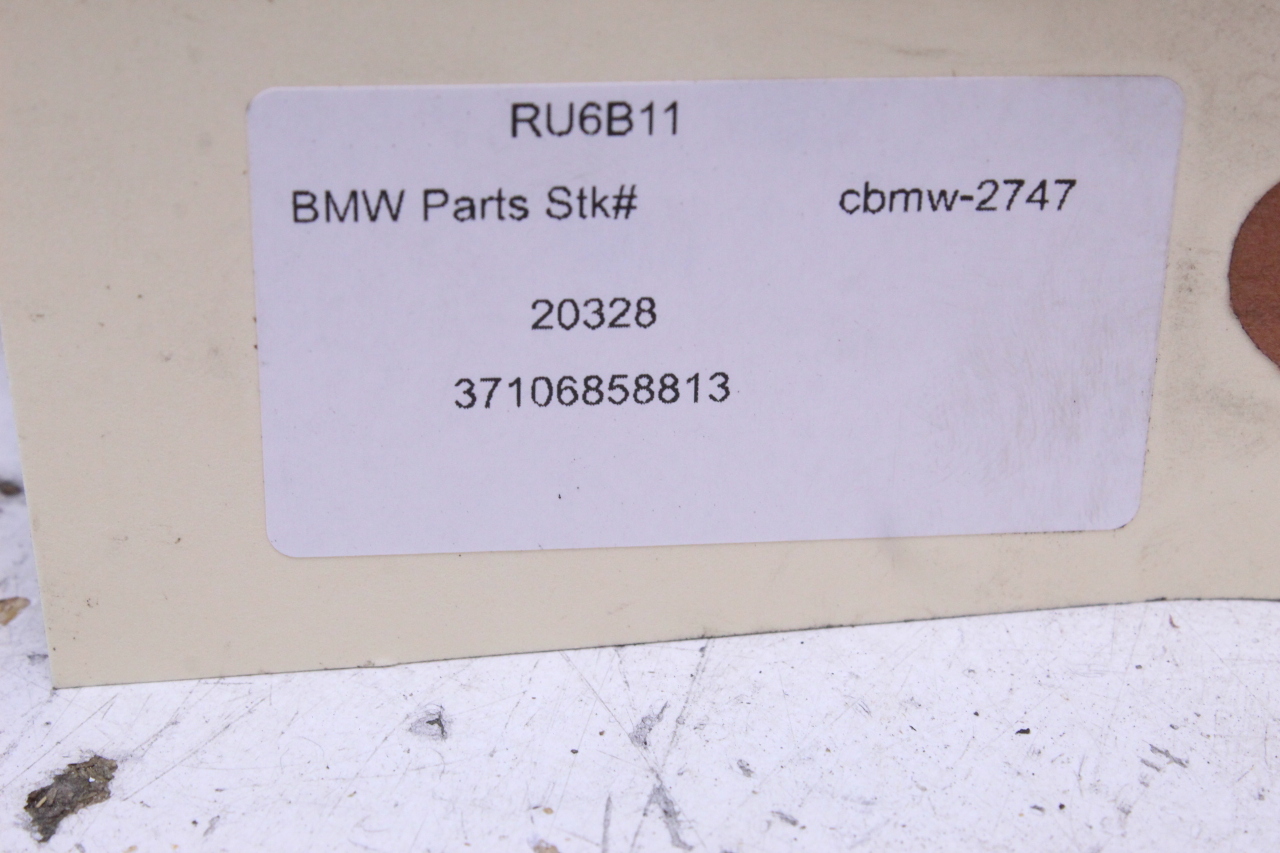 RU6B11
BMW Parts Stk# cbmw-2747
20328
37106858813